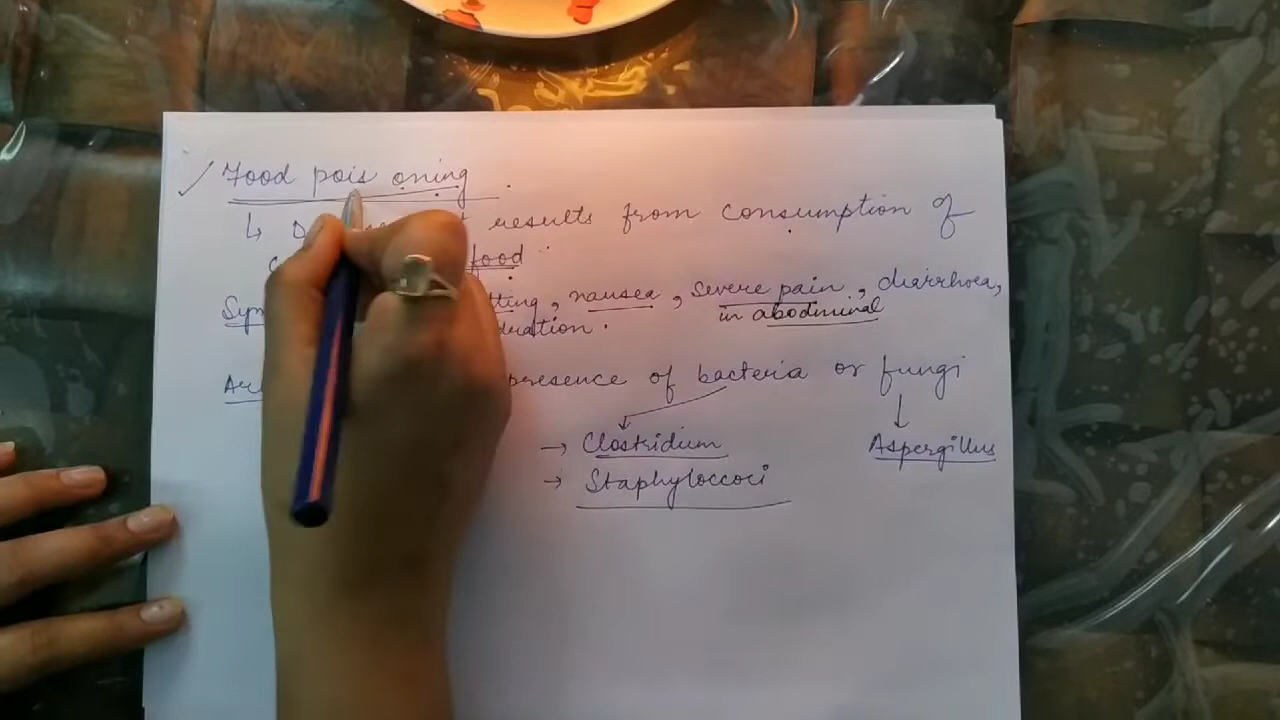 Food poisoning
results from consumption of
food
, nausea, severe pain, diarrhoea,
in abodminal
presence of bacteria or fungi
→ Clostridium
Aspergillus
→ Staphyloccoci